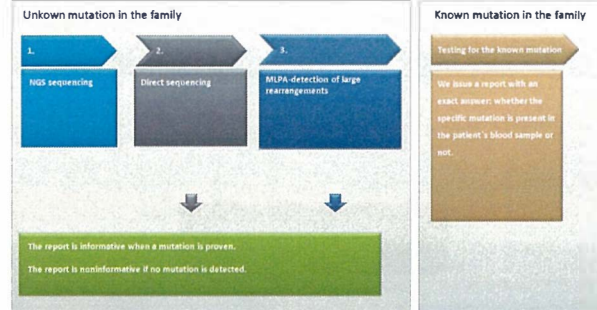 Unkown mutation in the family
1.
2.
3.
NGS sequencing
Direct sequencing
MLPA-detection of large
rearrangements
The report is informative when a mutation is proven.
The report is noninformative if no mutation is detected.
Known mutation in the family
Testing for the known mutation
We issue a report with an
exact answer: whether the
specific mutation is present in
the patient`s blood sample or
not.